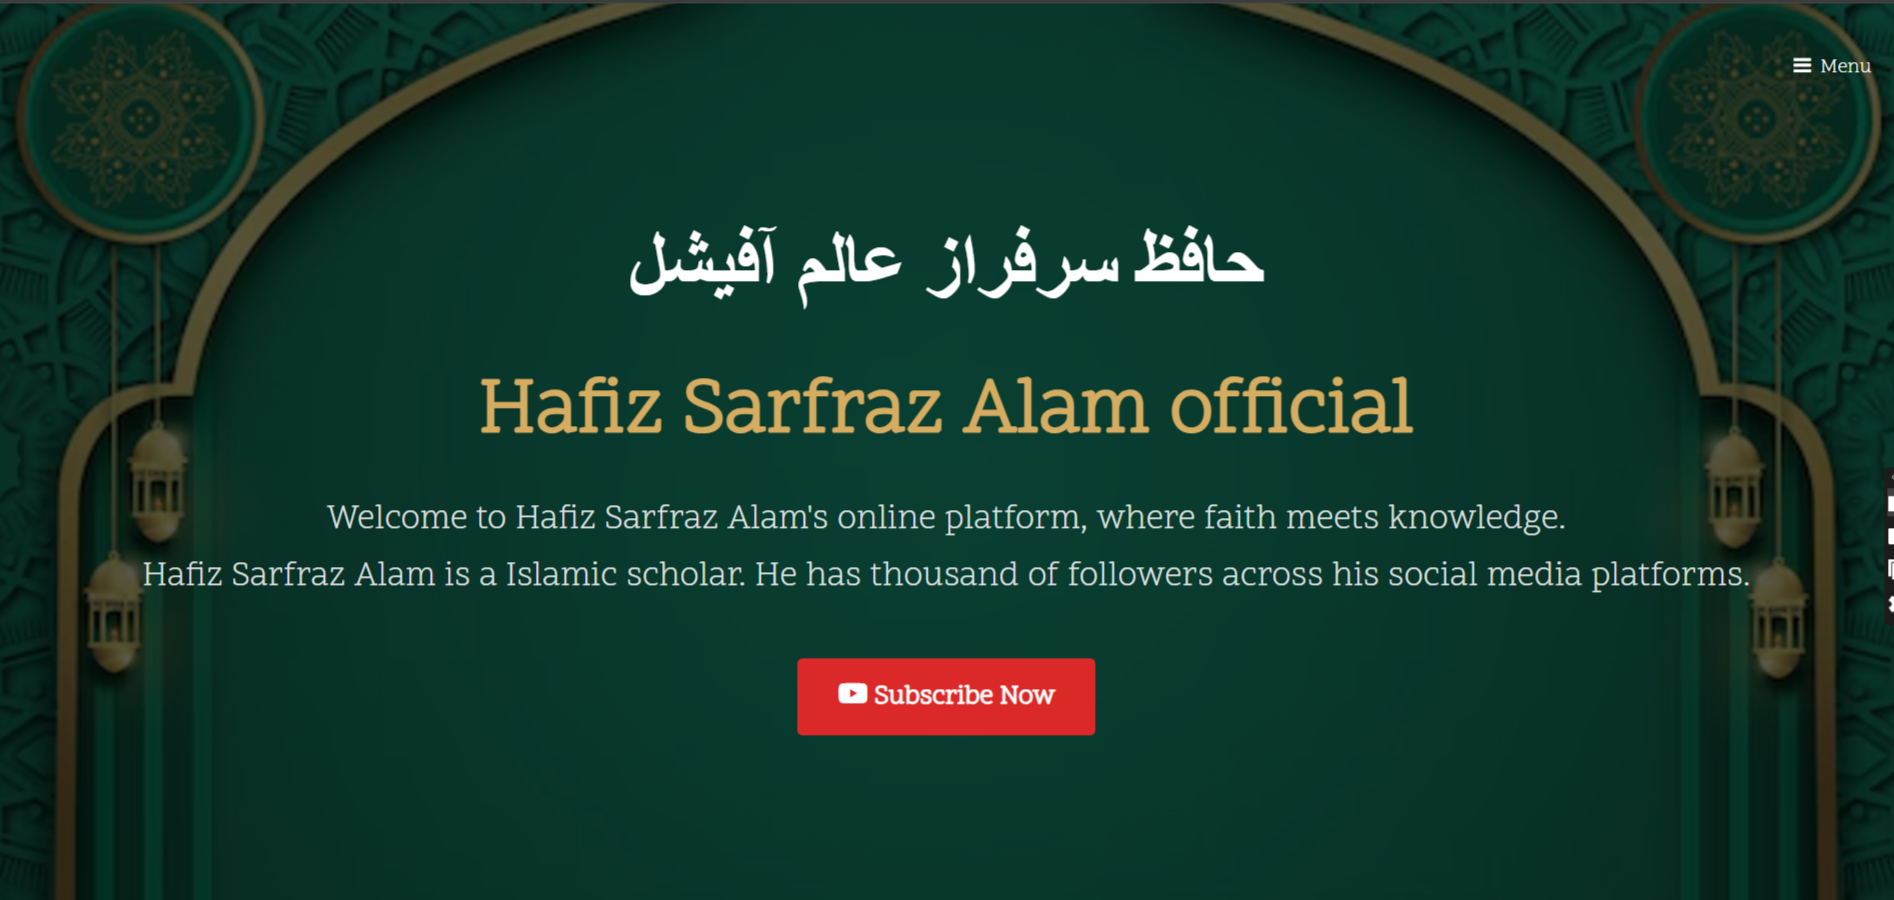 Menu
حافظ سرفراز عالم آفیشل
Hafiz Sarfraz Alam official
Welcome to Hafiz Sarfraz Alam's online platform, where faith meets knowledge.
Hafiz Sarfraz Alam is a Islamic scholar. He has thousand of followers across his social media platforms.
Subscribe Now